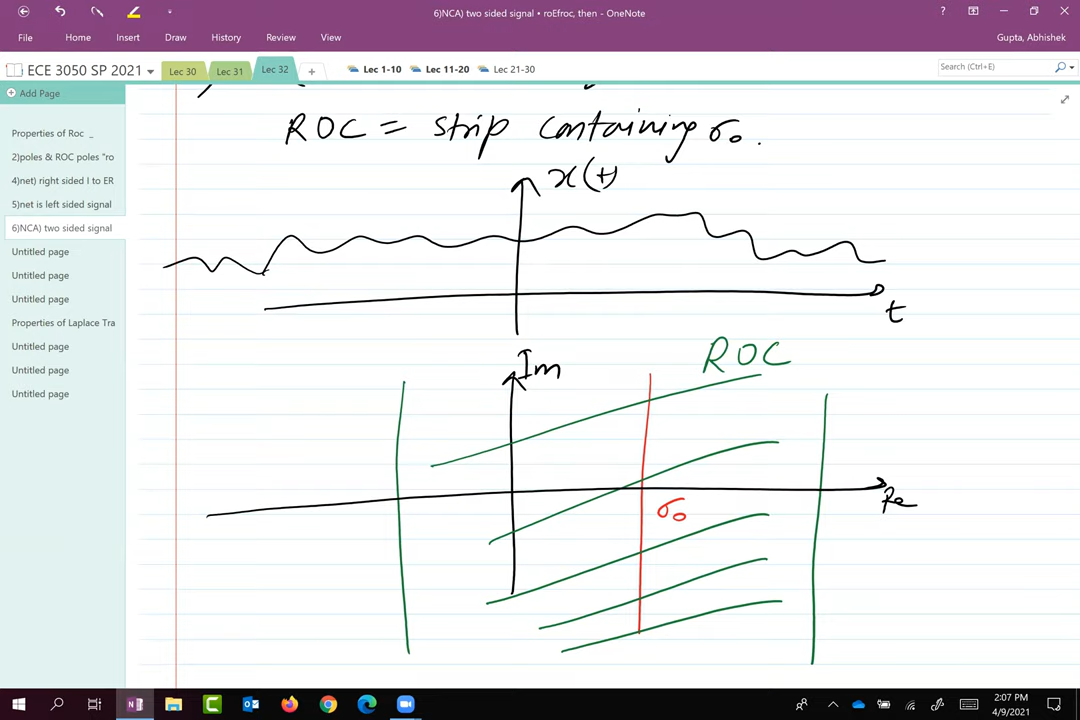 6)NCA) two sided signal • roEfroc, then - OneNote
File Home Insert Draw History Review View
Gupta, Abhishek
ECE 3050 SP 2021
Lec 30 Lec 31 Lec 32
Lec 1-10 Lec 11-20 Lec 21-30
Search (Ctrl+E)
Add Page
Properties of Roc _
2)poles & ROC poles "ro
4)net) right sided I to ER
5)net is left sided signal
6)NCA) two sided signal
Untitled page
Untitled page
Untitled page
Properties of Laplace Tra
Untitled page
Untitled page
Untitled page
ROC = strip containing σ₀.
x(t)
t
Im
ROC
σ₀
Re
2:07 PM
4/9/2021